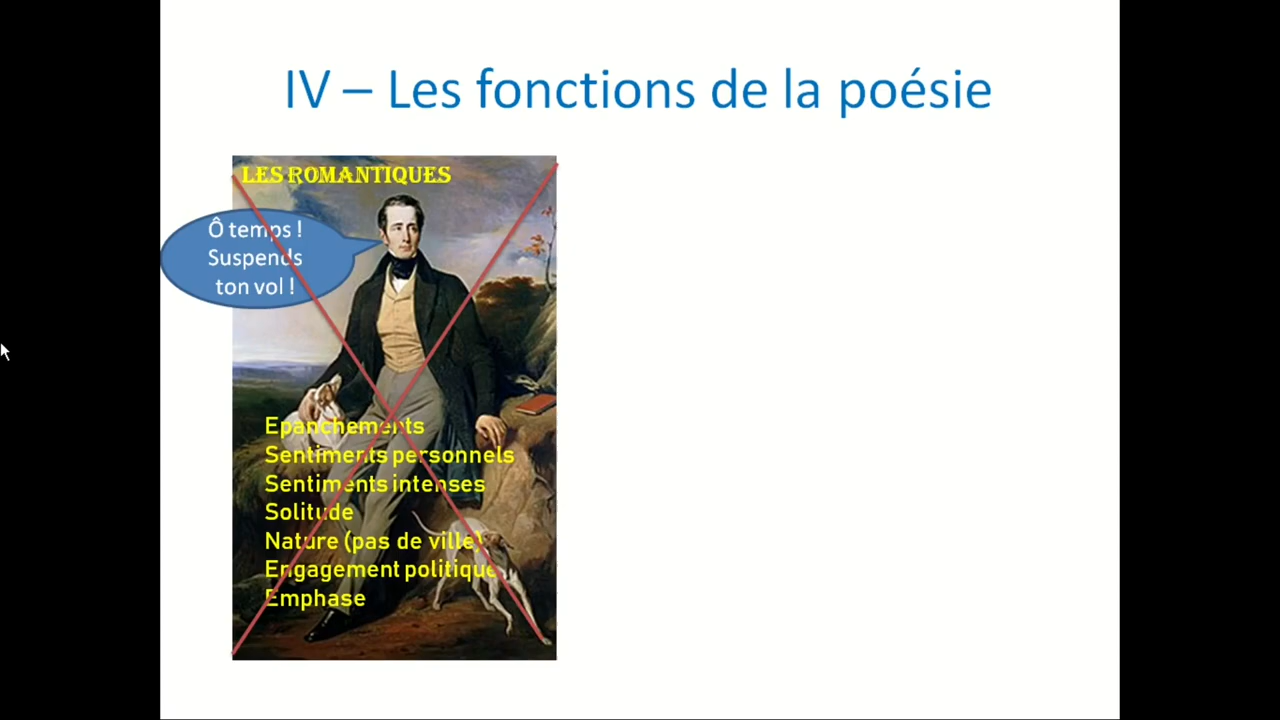 IV – Les fonctions de la poésie
LES ROMANTIQUES
Ô temps !
Suspends
ton vol !
Epanchements
Sentiments personnels
Sentiments intenses
Solitude
Nature (pas de ville)
Engagement politique
Emphase